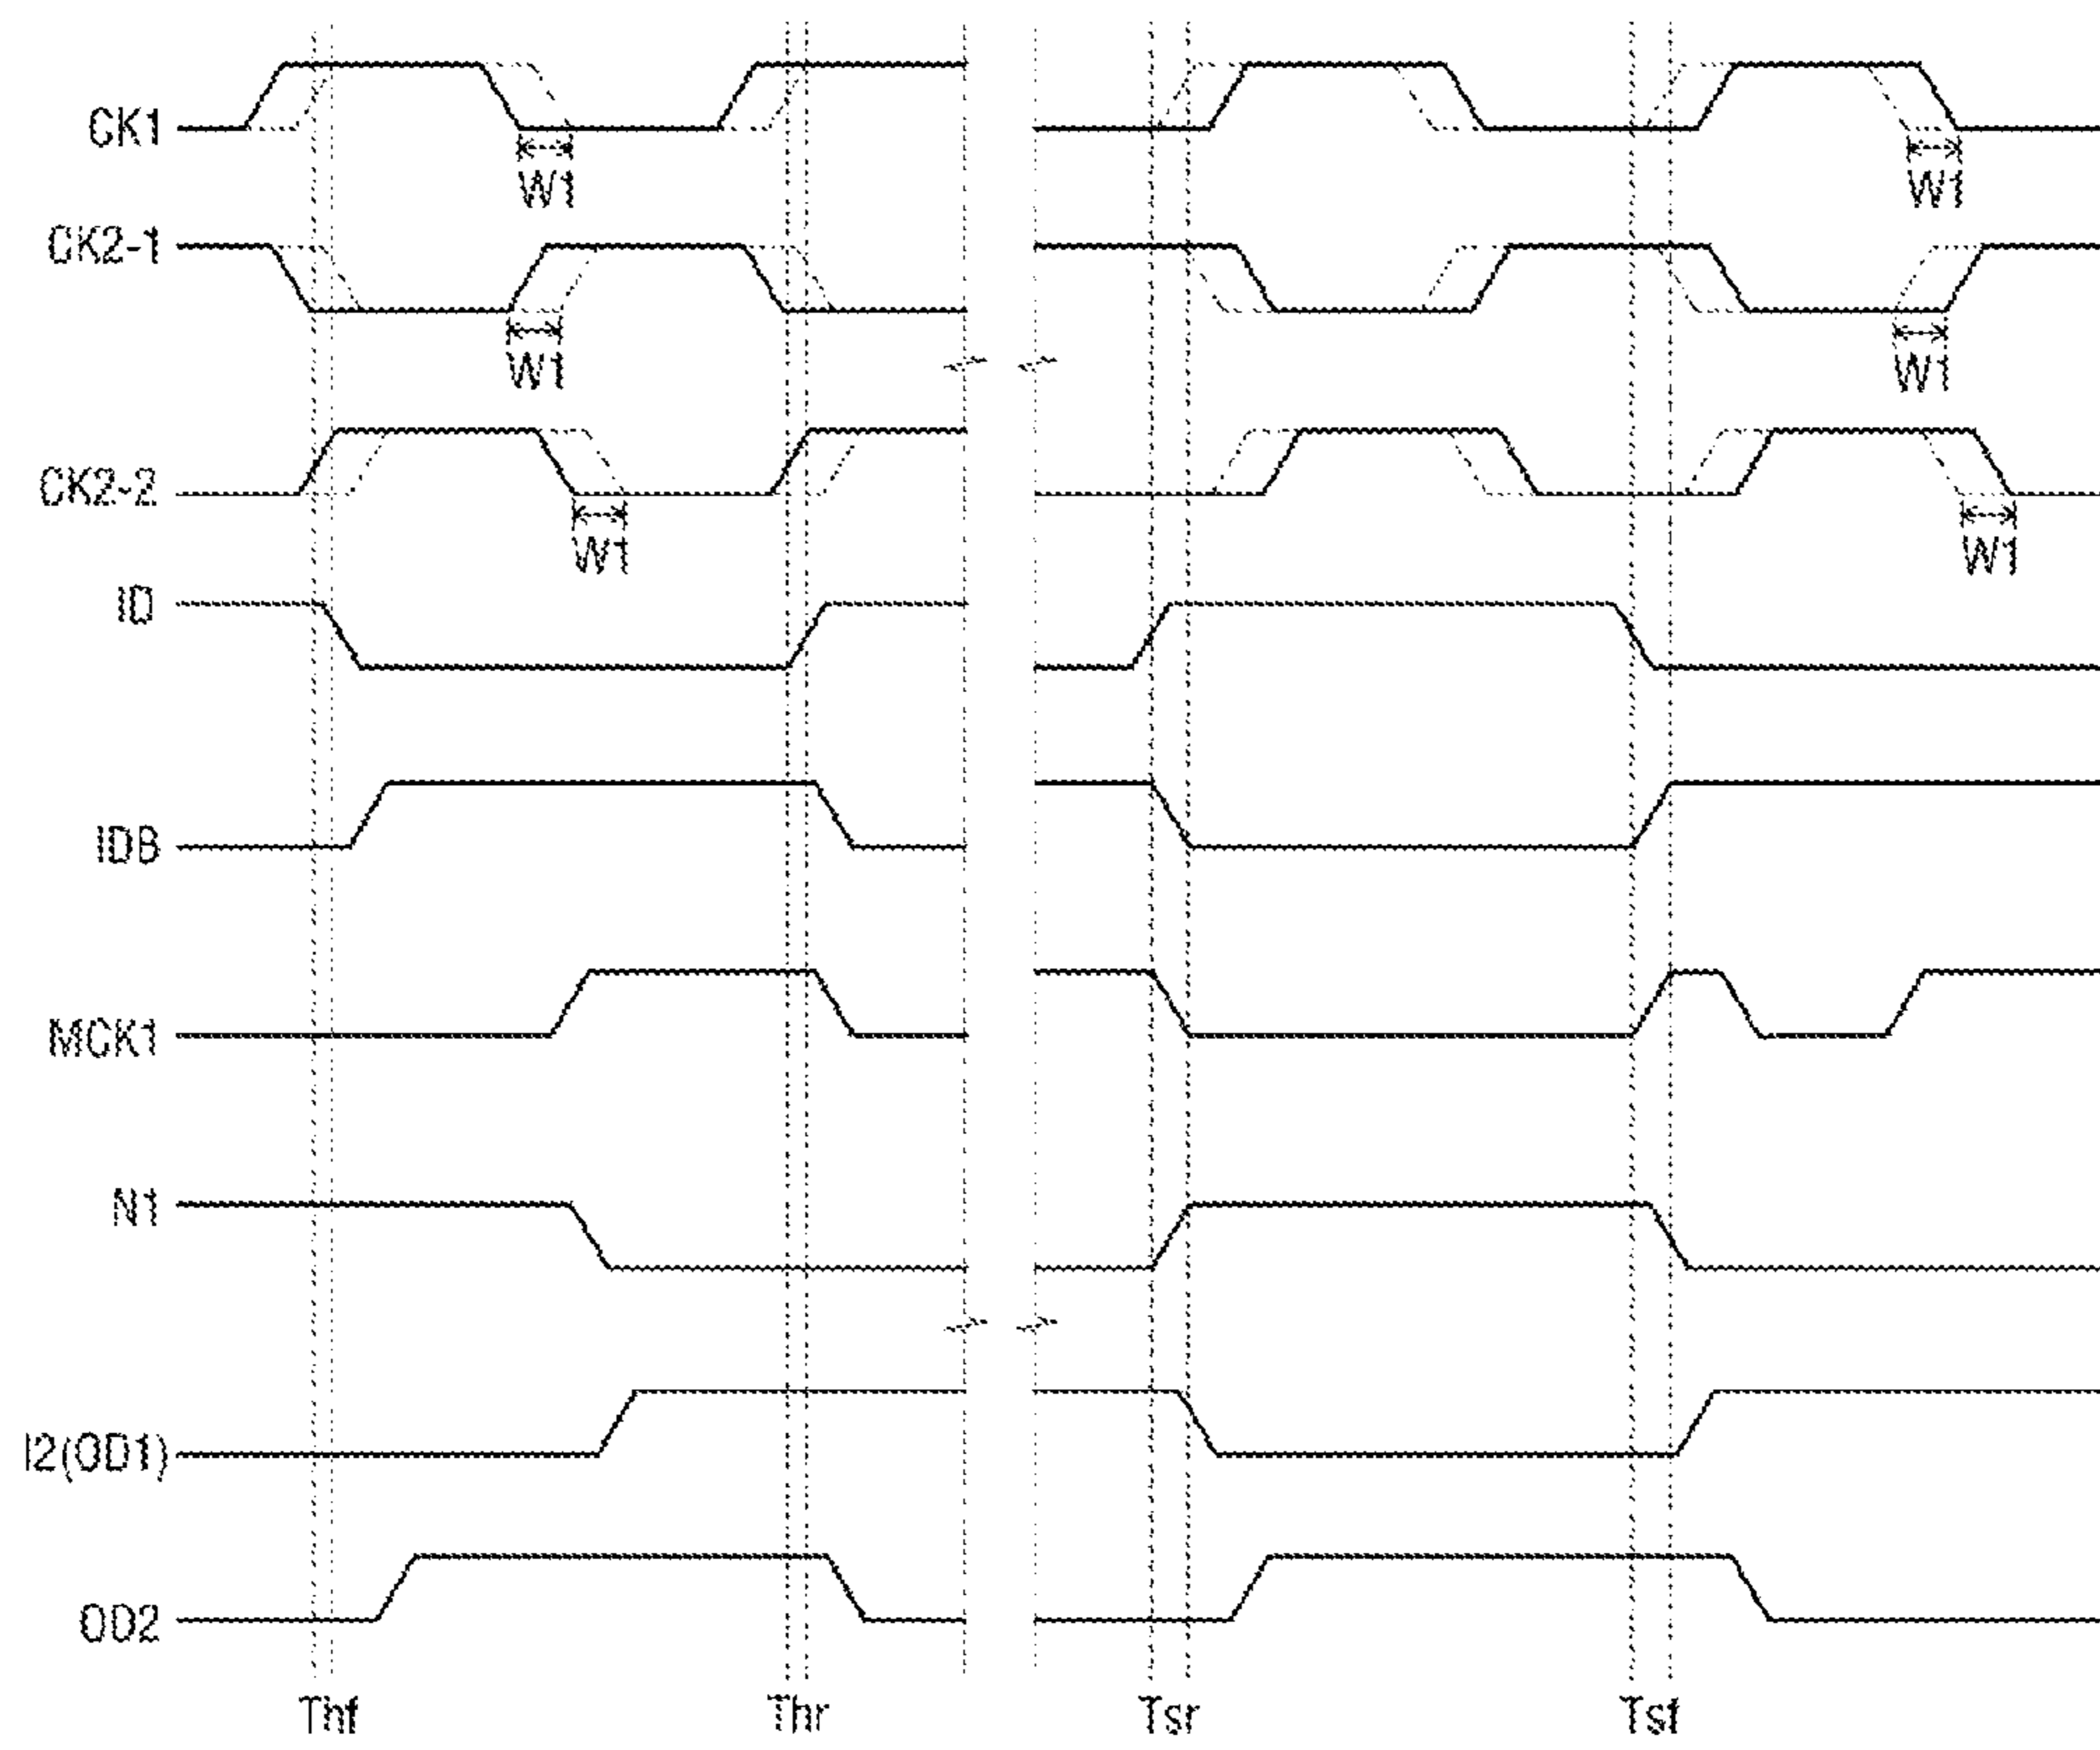 CK1
W1
W1
CK2-1
W1
W1
CK2-2
W1
W1
ID
IDB
MCK1
N1
I2(OD1)
OD2
Thf
Thr
Tsr
Tsf